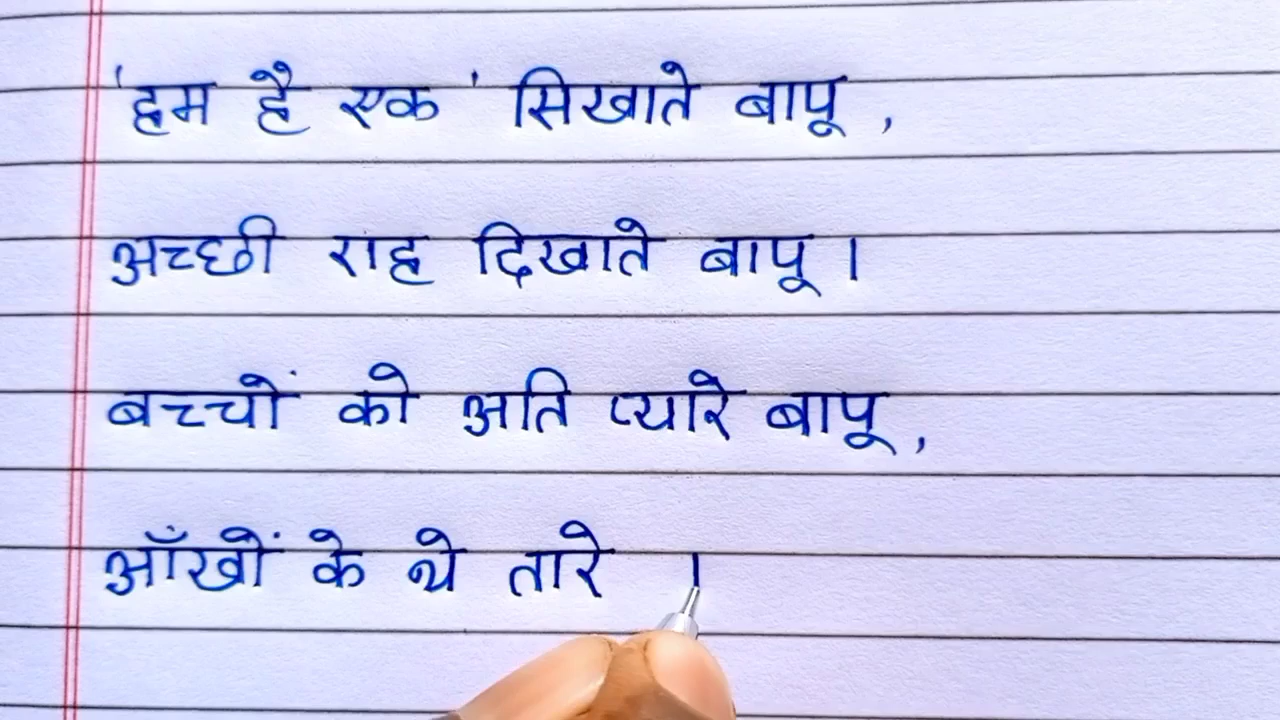 'हम है एक' सिखाते बापू,
अच्छी राह दिखाते बापू।
बच्चों को अति प्यारे बापू,
आँखों के थे तारे ।